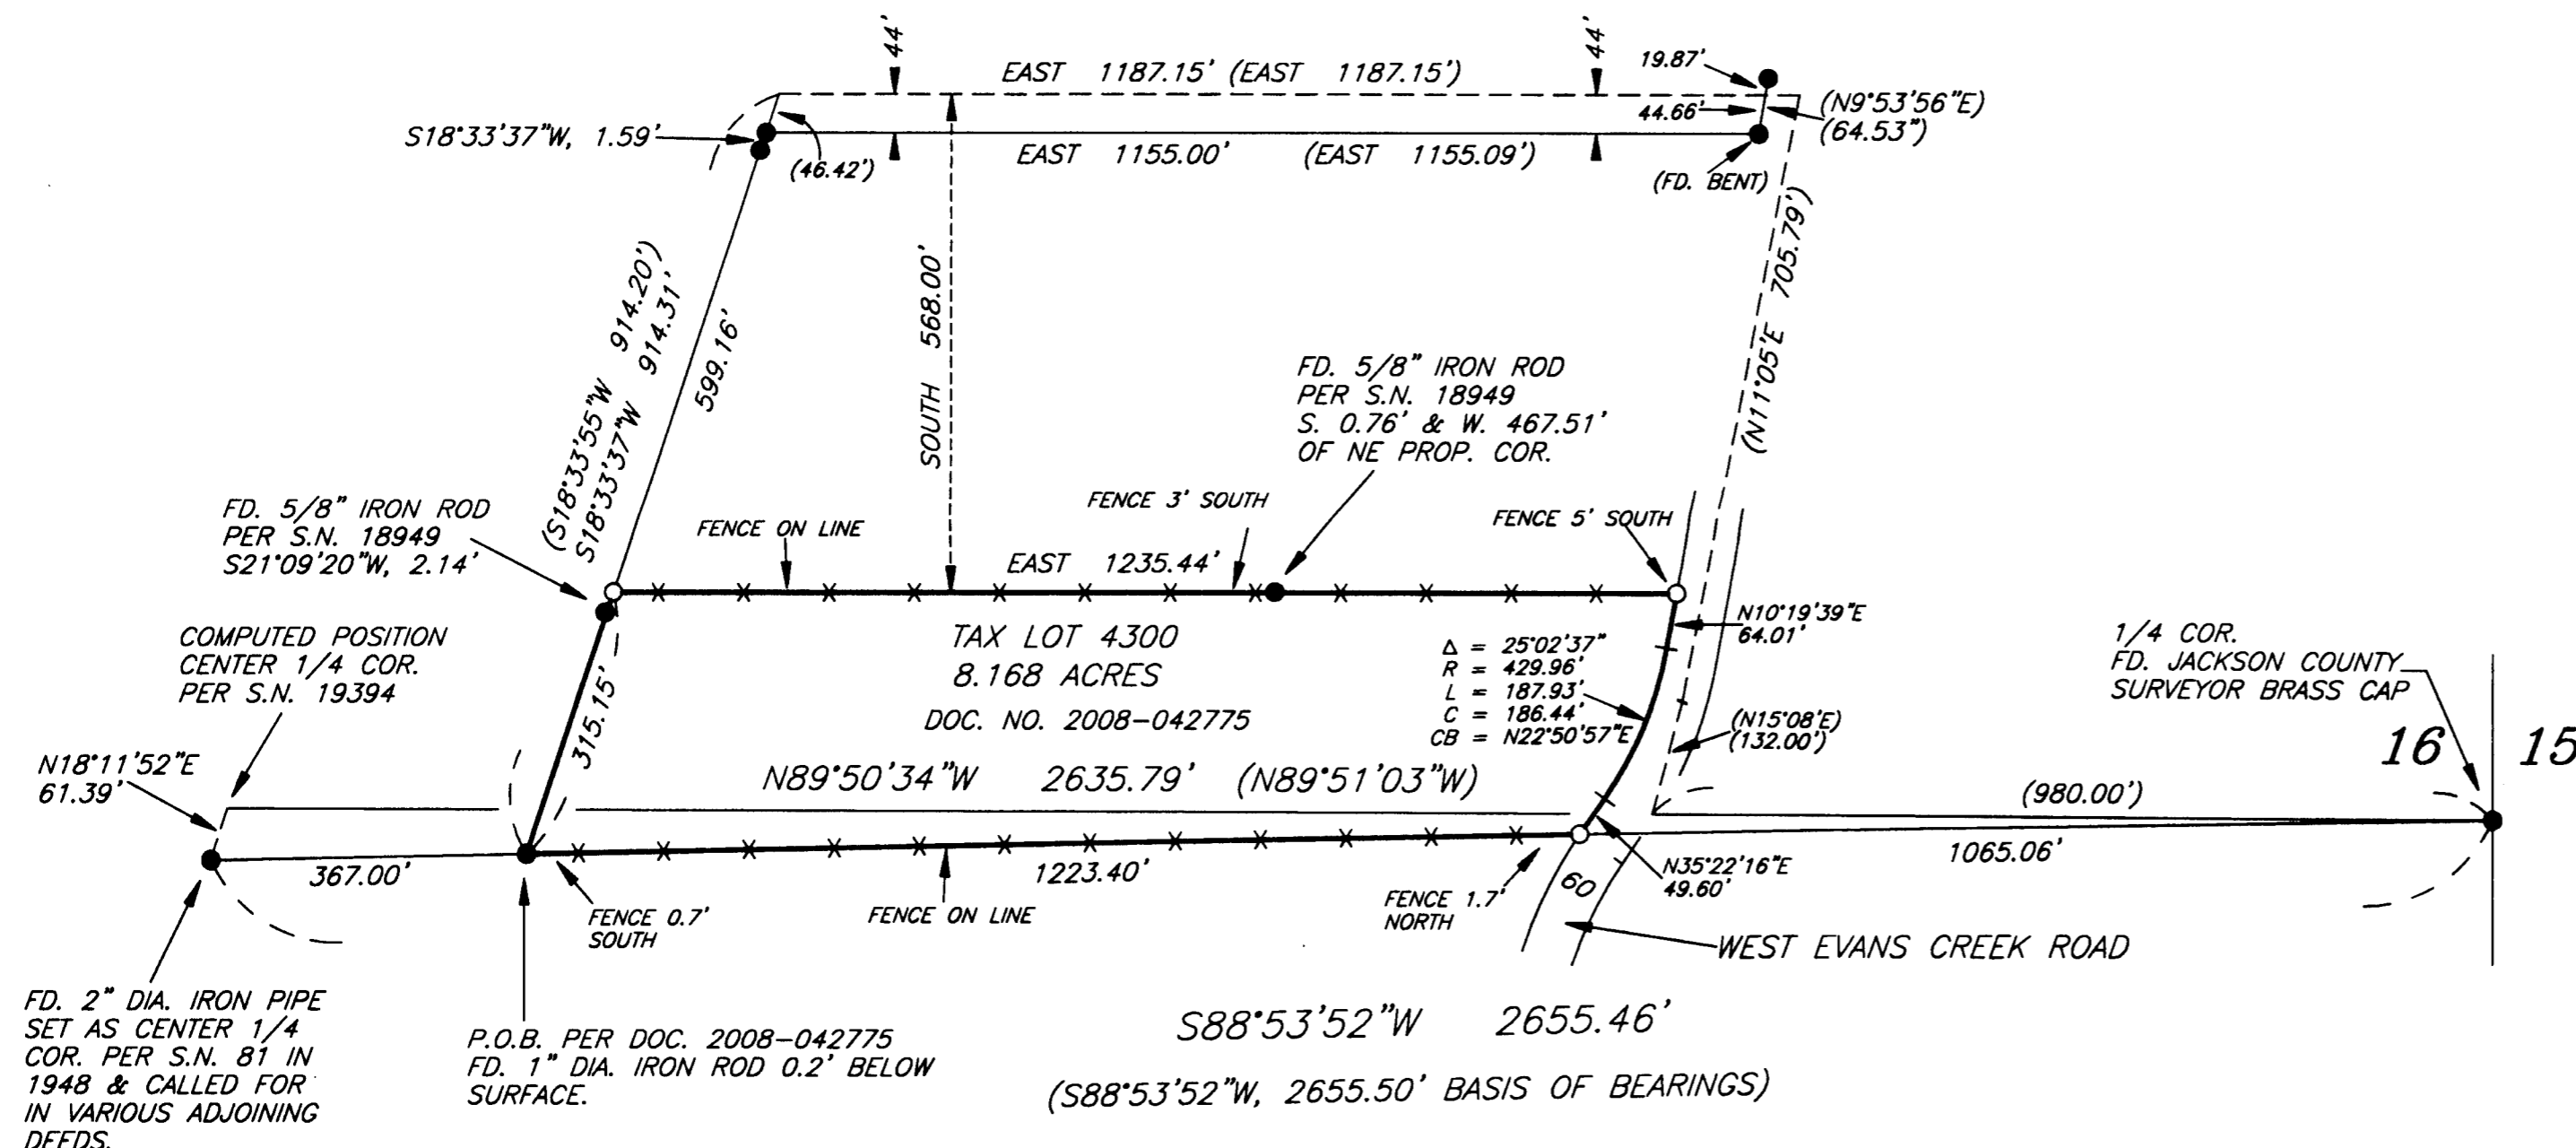 44'
44'
19.87'
EAST 1187.15' (EAST 1187.15')
44.66'
(N9°53'56"E)
(64.53")
S18°33'37"W, 1.59'
(46.42')
EAST 1155.00' (EAST 1155.09')
(FD. BENT)
(S18°33'55"W 914.20')
S18°33'37"W 914.31'
599.16'
SOUTH 568.00'
(N11°05'E 705.79')
FD. 5/8" IRON ROD
PER S.N. 18949
S. 0.76' & W. 467.51'
OF NE PROP. COR.
FD. 5/8" IRON ROD
PER S.N. 18949
S21°09'20"W, 2.14'
FENCE ON LINE
FENCE 3' SOUTH
FENCE 5' SOUTH
EAST 1235.44'
N10°19'39"E
64.01'
COMPUTED POSITION
CENTER 1/4 COR.
PER S.N. 19394
315.15'
TAX LOT 4300
8.168 ACRES
DOC. NO. 2008-042775
Δ = 25°02'37"
R = 429.96'
L = 187.93'
C = 186.44'
CB = N22°50'57"E
(N15°08'E)
(132.00')
1/4 COR.
FD. JACKSON COUNTY
SURVEYOR BRASS CAP
16 15
N18°11'52"E
61.39'
N89°50'34"W 2635.79' (N89°51'03"W)
(980.00')
367.00'
1223.40'
1065.06'
N35°22'16"E
49.60'
60
FENCE 0.7'
SOUTH
FENCE ON LINE
FENCE 1.7'
NORTH
WEST EVANS CREEK ROAD
FD. 2" DIA. IRON PIPE
SET AS CENTER 1/4
COR. PER S.N. 81 IN
1948 & CALLED FOR
IN VARIOUS ADJOINING
DEEDS.
P.O.B. PER DOC. 2008-042775
FD. 1" DIA. IRON ROD 0.2' BELOW
SURFACE.
S88°53'52"W 2655.46'
(S88°53'52"W, 2655.50' BASIS OF BEARINGS)